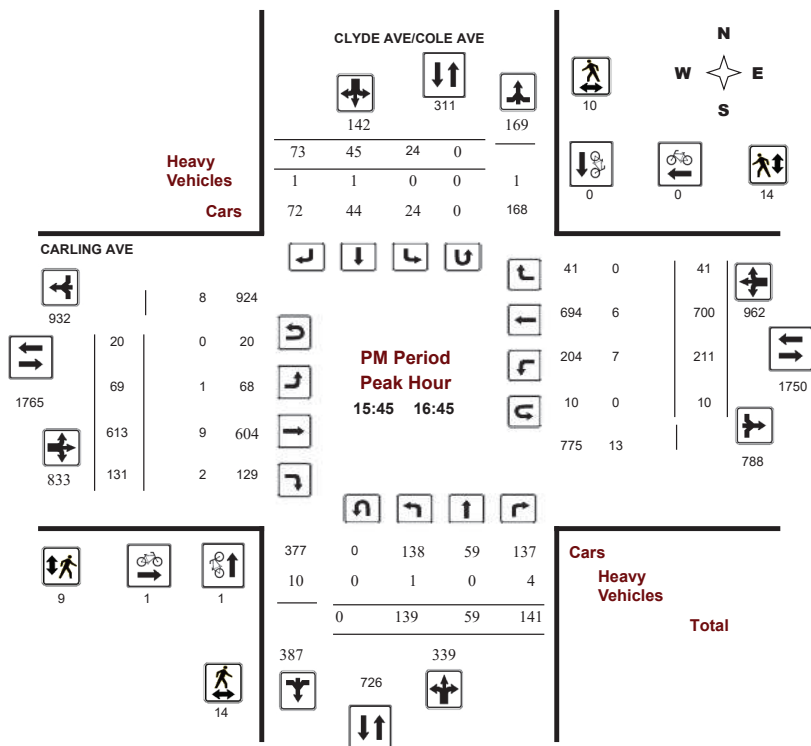 CLYDE AVE/COLE AVE
N
W E
S
311
10
142 169
73 45 24 0
Heavy
Vehicles
1 1 0 0 1
Cars
72 44 24 0 168
0 0 14
CARLING AVE
932
8 924
41 0 41
694 6 700 962
20 0 20
1765
69 1 68
204 7 211
1750
PM Period
Peak Hour
15:45 16:45
10 0 10
613 9 604
833
775 13
788
131 2 129
377 0 138 59 137
Cars
10 0 1 0 4
Heavy
Vehicles
9 1 1
0 139 59 141
Total
387 339
726
14